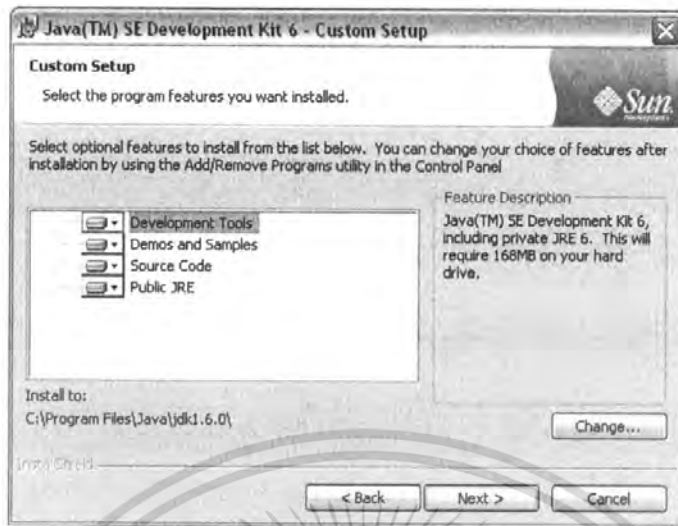 Java(TM) SE Development Kit 6 - Custom Setup
Custom Setup
Select the program features you want installed.
Sun
Select optional features to install from the list below. You can change your choice of features after
installation by using the Add/Remove Programs utility in the Control Panel
Development Tools
Demos and Samples
Source Code
Public JRE
Feature Description
Java(TM) SE Development Kit 6,
including private JRE 6. This will
require 168MB on your hard
drive.
Install to:
C:\Program Files\Java\jdk1.6.0\
Change...
InstallShield
< Back
Next >
Cancel